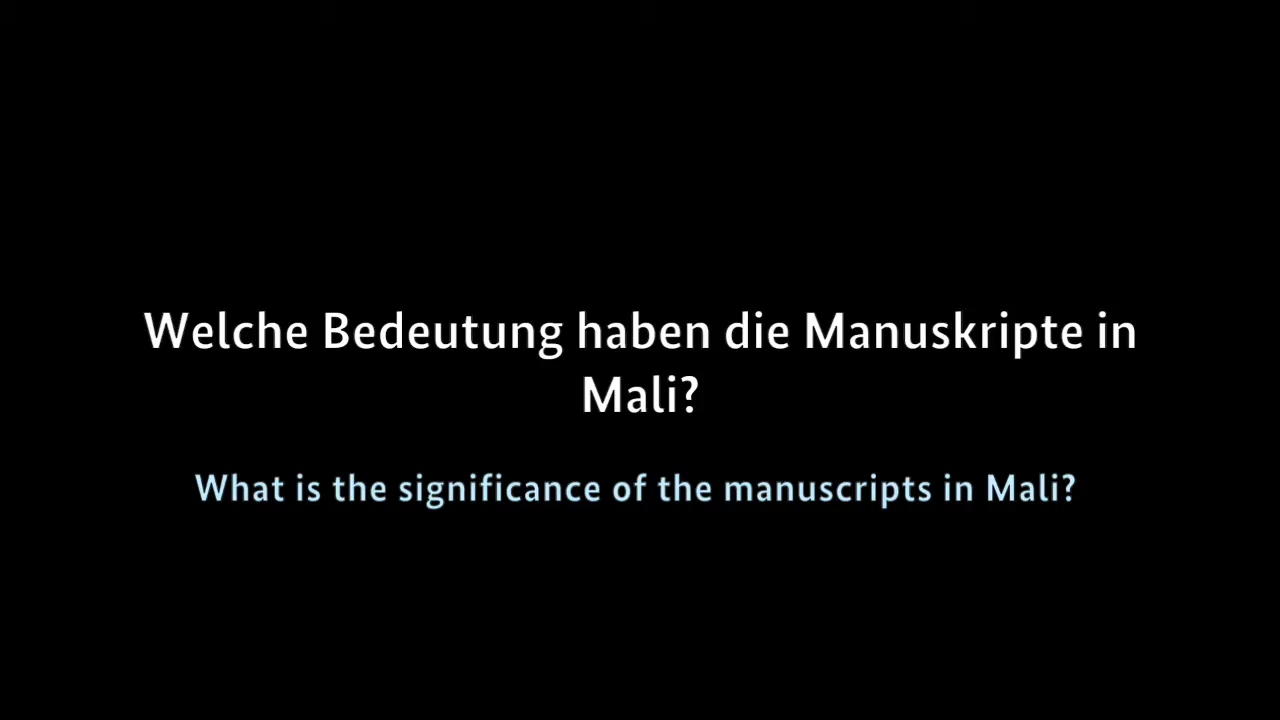 Welche Bedeutung haben die Manuskripte in
Mali?
What is the significance of the manuscripts in Mali?